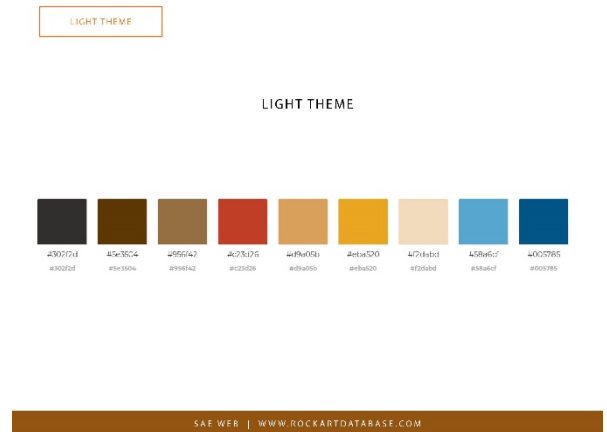 LIGHT THEME
LIGHT THEME
#302f2d #5e3504 #956f42 #c23d26 #d9a05b #eba520 #f2dabd #58a6cf #005785
#302f2d #5e3504 #956f42 #c23d26 #d9a05b #eba520 #f2dabd #58a6cf #005785
SAE WEB | WWW.ROCKARTDATABASE.COM